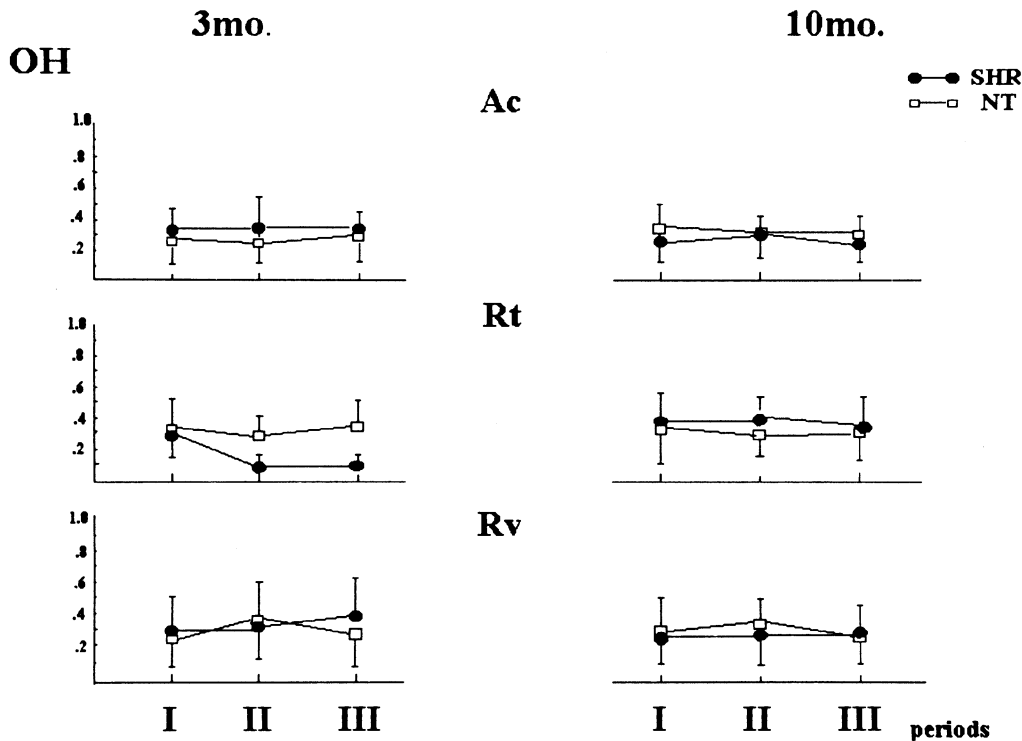 3mo. 10mo.
OH
SHR
NT
Ac
1.0
.8
.6
.4
.2
Rt
1.0
.8
.6
.4
.2
Rv
1.0
.8
.6
.4
.2
I II III I II III periods